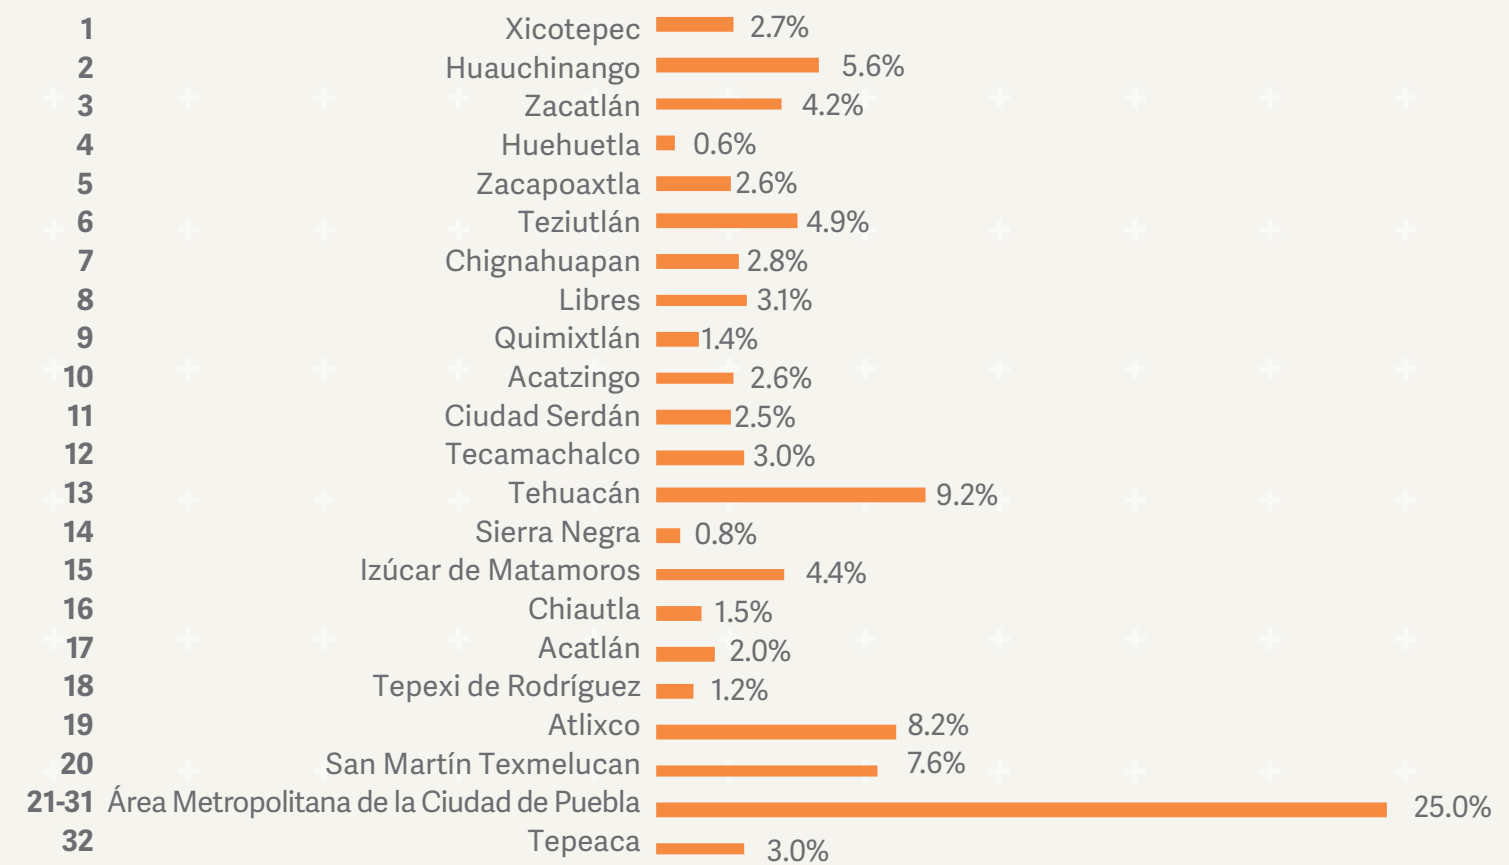 1 Xicotepec 2.7%
2 Huauchinango 5.6%
3 Zacatlán 4.2%
4 Huehuetla 0.6%
5 Zacapoaxtla 2.6%
6 Teziutlán 4.9%
7 Chignahuapan 2.8%
8 Libres 3.1%
9 Quimixtlán 1.4%
10 Acatzingo 2.6%
11 Ciudad Serdán 2.5%
12 Tecamachalco 3.0%
13 Tehuacán 9.2%
14 Sierra Negra 0.8%
15 Izúcar de Matamoros 4.4%
16 Chiautla 1.5%
17 Acatlán 2.0%
18 Tepexi de Rodríguez 1.2%
19 Atlixco 8.2%
20 San Martín Texmelucan 7.6%
21-31 Área Metropolitana de la Ciudad de Puebla 25.0%
32 Tepeaca 3.0%